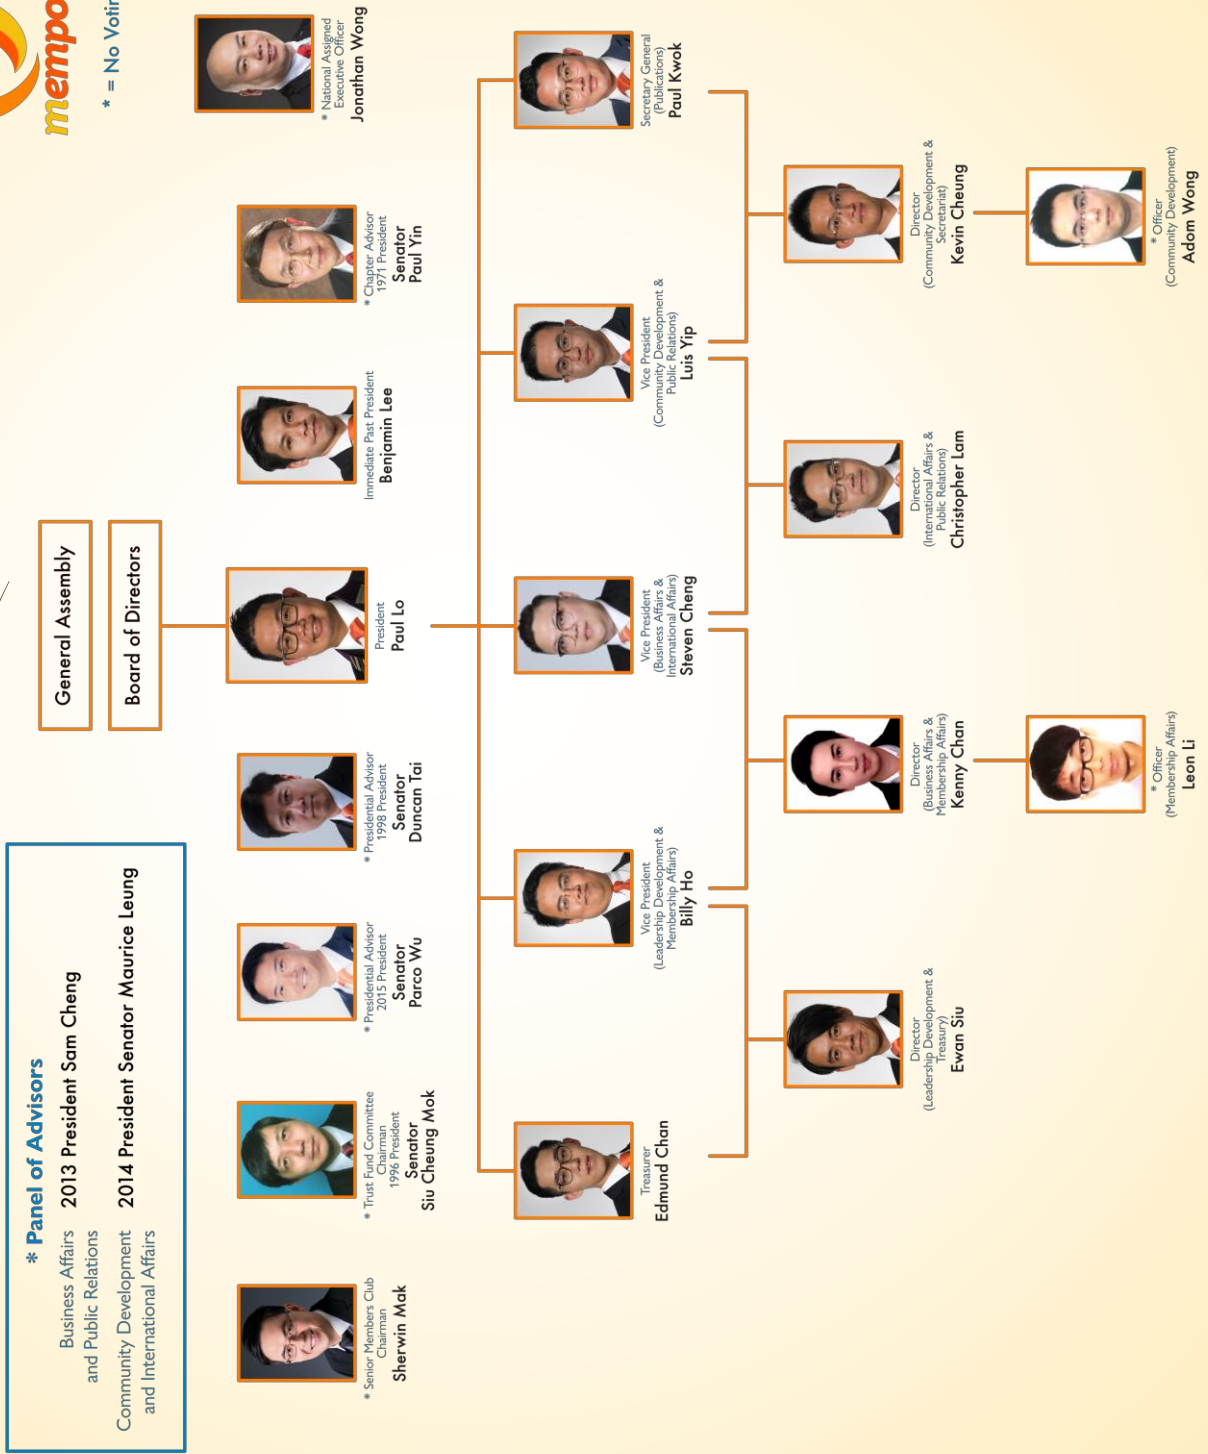 * Panel of Advisors
Business Affairs
and Public Relations
2013 President Sam Cheng
Community Development
and International Affairs
2014 President Senator Maurice Leung
General Assembly
Board of Directors
* = No
* Senior Members Club
Chairman
Sherwin Mak
* Trust Fund Committee
Chairman
1996 President
Senator
Siu Cheung Mok
* Presidential Advisor
2015 President
Senator
Parco Wu
* Presidential Advisor
1998 President
Senator
Duncan Tai
President
Paul Lo
Immediate Past President
Benjamin Lee
* Chapter Advisor
1971 President
Senator
Paul Yin
* National Assigned
Executive Officer
Jonathan Wong
Treasurer
Edmund Chan
Vice President
(Leadership Development &
Membership Affairs)
Billy Ho
Vice President
(Business Affairs &
International Affairs)
Steven Cheng
Vice President
(Community Development &
Public Relations)
Luis Yip
Secretary General
(Publications)
Paul Kwok
Director
(Leadership Development &
Treasury)
Ewan Siu
Director
(Business Affairs &
Membership Affairs)
Kenny Chan
Director
(International Affairs &
Public Relations)
Christopher Lam
Director
(Community Development &
Secretariat)
Kevin Cheung
* Officer
(Membership Affairs)
Leon Li
* Officer
(Community Development)
Adom Wong